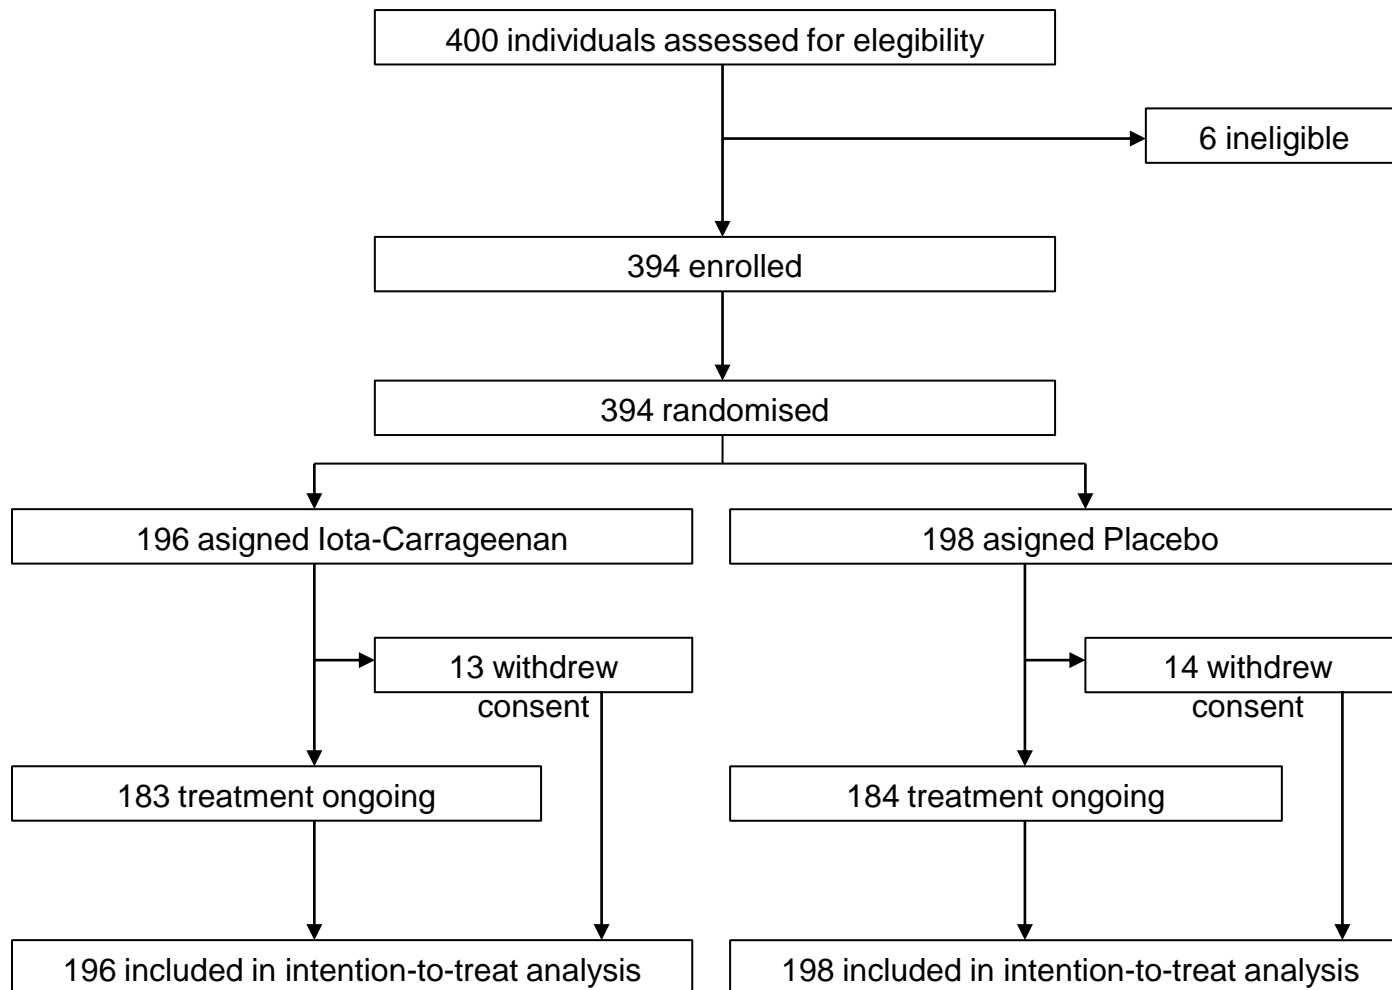 400 individuals assessed for elegibility
6 ineligible
394 enrolled
394 randomised
196 asigned Iota-Carrageenan
198 asigned Placebo
13 withdrew
consent
14 withdrew
consent
183 treatment ongoing
184 treatment ongoing
196 included in intention-to-treat analysis
198 included in intention-to-treat analysis